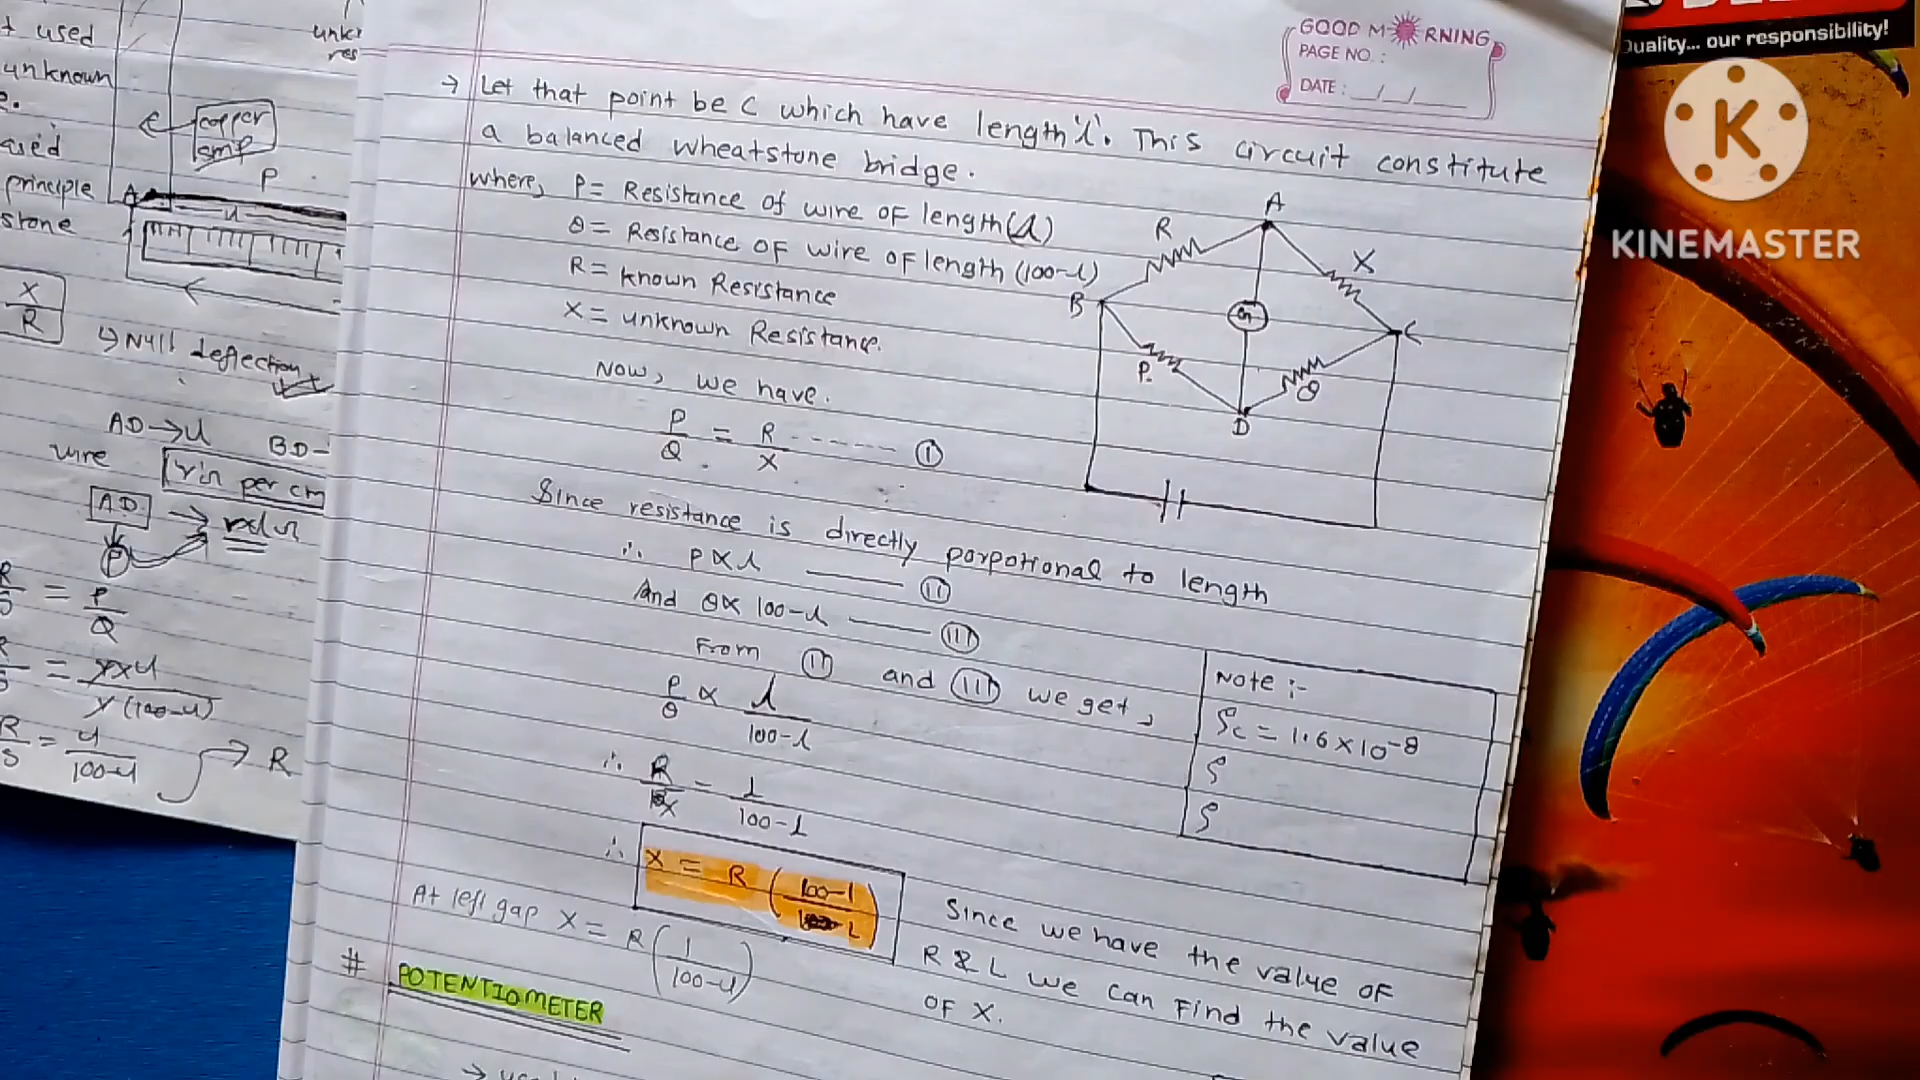 t used
unknown
e.
copper
principle
stone
P
A
X
R
↳ Null deflection
AD→
BD-
wire
r in per cm
AD →
P
= P
Q
100-
→ R
GOOD M RNING
PAGE NO. :
DATE : __/__/____
→ Let that point be C which have length 'l'. This circuit constitute
a balanced wheatstone bridge.
where, P = Resistance of wire of length (l)
Q = Resistance of wire of length (100-l)
R = known Resistance
X = unknown Resistance.
Now, we have.
P/Q = R/X ------ (I)
A
R
X
B
G
C
P.
Q
D
Since resistance is directly porpotional to length
∴ P ∝ l —— (II)
And Q ∝ 100-l —— (III)
From (II) and (III) we get,
P/Q ∝ l/100-l
∴ R/X = l/100-l
∴ X = R (100-l / L)
Note :-
ρc = 1.6×10-8
ρ
ρ
Since we have the value of
R & L we can find the value
of X.
At left gap X = R (l/100-l)
# POTENTIOMETER
Quality... our responsibility!
K
KINEMASTER